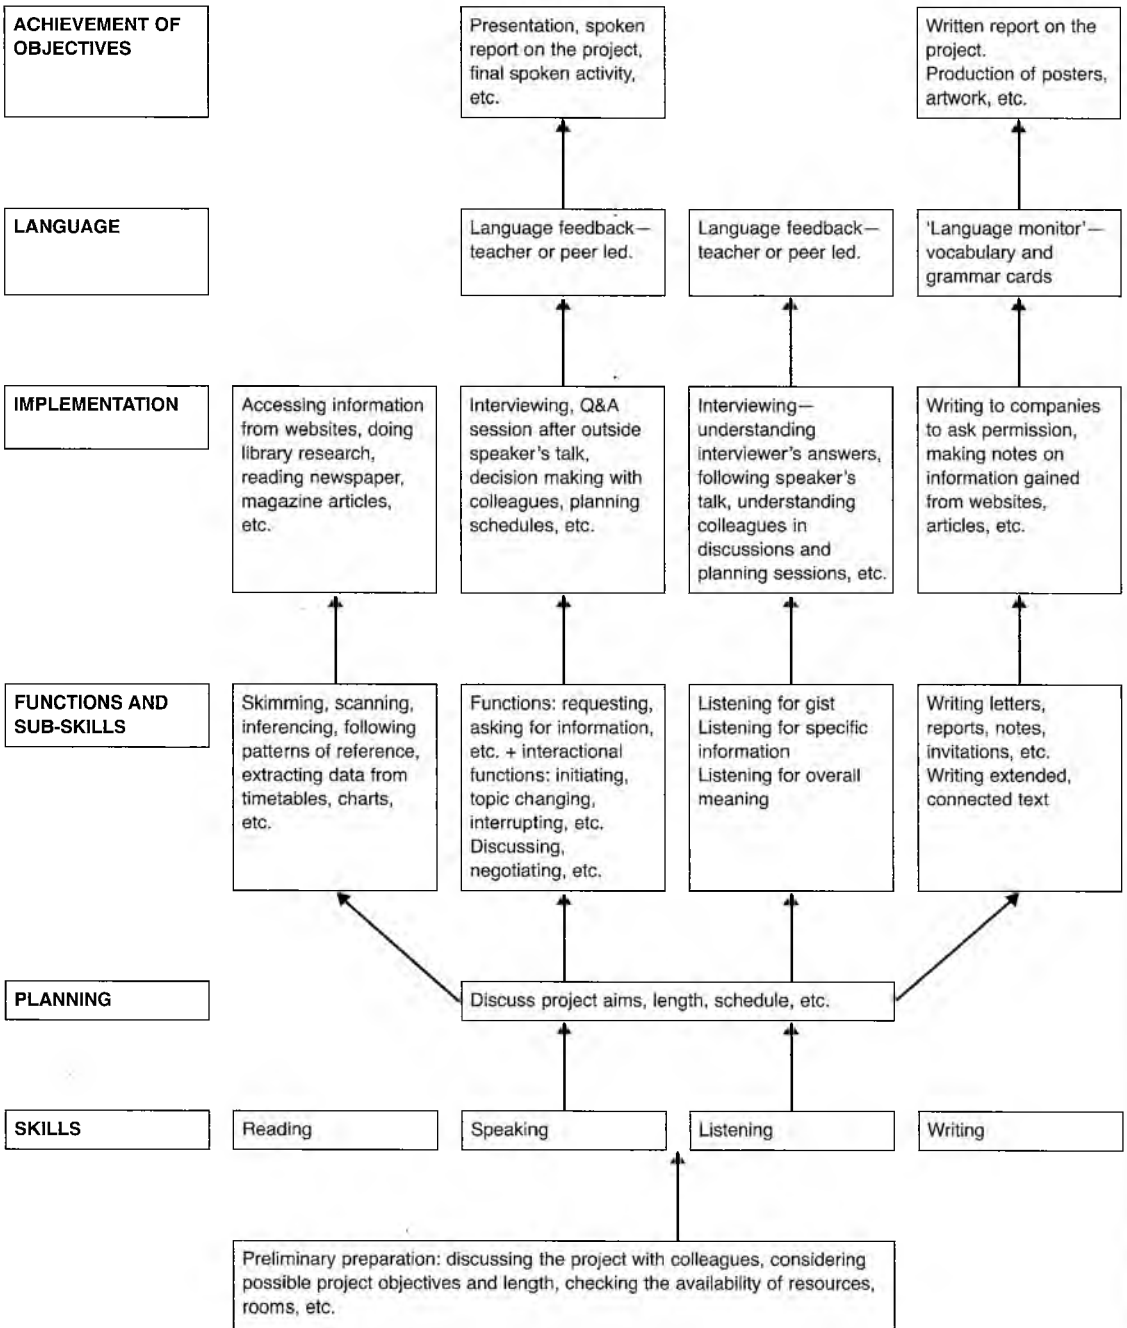 ACHIEVEMENT OF
OBJECTIVES
Presentation, spoken
report on the project,
final spoken activity,
etc.
Written report on the
project.
Production of posters,
artwork, etc.
LANGUAGE
Language feedback—
teacher or peer led.
Language feedback—
teacher or peer led.
'Language monitor'—
vocabulary and
grammar cards
IMPLEMENTATION
Accessing information
from websites, doing
library research,
reading newspaper,
magazine articles,
etc.
Interviewing, Q&A
session after outside
speaker's talk,
decision making with
colleagues, planning
schedules, etc.
Interviewing—
understanding
interviewer's answers,
following speaker's
talk, understanding
colleagues in
discussions and
planning sessions, etc.
Writing to companies
to ask permission,
making notes on
information gained
from websites,
articles, etc.
FUNCTIONS AND
SUB-SKILLS
Skimming, scanning,
inferencing, following
patterns of reference,
extracting data from
timetables, charts,
etc.
Functions: requesting,
asking for information,
etc. + interactional
functions: initiating,
topic changing,
interrupting, etc.
Discussing,
negotiating, etc.
Listening for gist
Listening for specific
information
Listening for overall
meaning
Writing letters,
reports, notes,
invitations, etc.
Writing extended,
connected text
PLANNING
Discuss project aims, length, schedule, etc.
SKILLS
Reading
Speaking
Listening
Writing
Preliminary preparation: discussing the project with colleagues, considering
possible project objectives and length, checking the availability of resources,
rooms, etc.